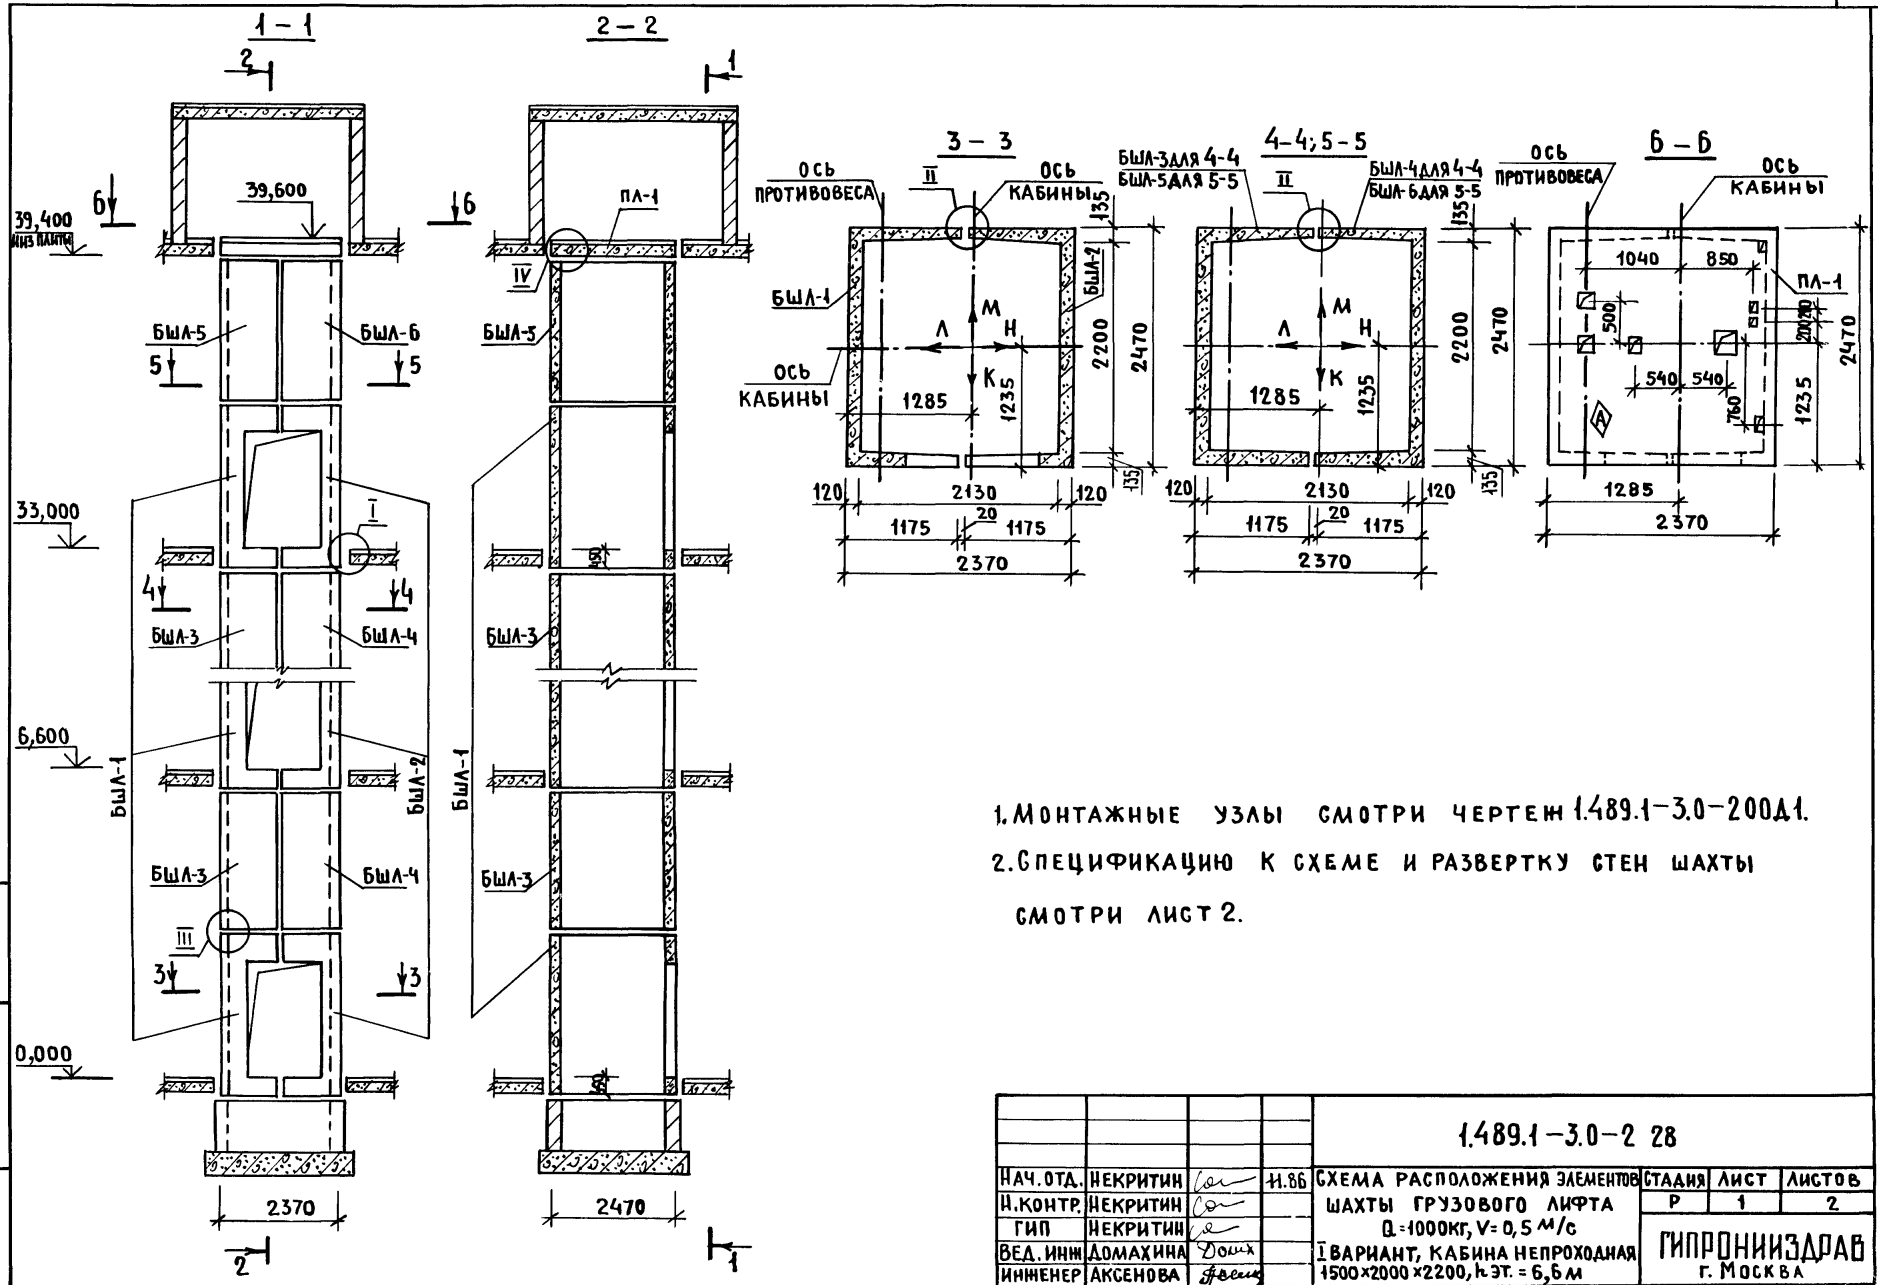 1-1
2-2
2
1
39,600
6
6
39,400
НИЗ ПЛИТЫ
ПЛ-1
IV
БШЛ-5
БШЛ-6
БШЛ-5
5
5
33,000
I
450
4
4
БШЛ-3
БШЛ-4
БШЛ-3
6,600
БШЛ-1
БШЛ-2
БШЛ-1
БШЛ-3
БШЛ-4
БШЛ-3
III
3
3
0,000
450
2370
2470
2
1
3-3
ОСЬ
ПРОТИВОВЕСА
II
ОСЬ
КАБИНЫ
135
БШЛ-1
БШЛ-2
М
Л
Н
К
ОСЬ
КАБИНЫ
1285
1235
2200
2470
135
120
2130
120
1175
20
1175
2370
4-4; 5-5
БШЛ-3 ДЛЯ 4-4
БШЛ-5 ДЛЯ 5-5
II
БШЛ-4 ДЛЯ 4-4
БШЛ-6 ДЛЯ 5-5
135
М
Л
Н
К
1285
1235
2200
2470
135
120
2130
120
1175
20
1175
2370
6-6
ОСЬ
ПРОТИВОВЕСА
ОСЬ
КАБИНЫ
1040
850
ПЛ-1
500
200
540
540
760
1235
2470
А
1285
2370
1. МОНТАЖНЫЕ УЗЛЫ СМОТРИ ЧЕРТЕЖ 1.489.1-3.0-200Д1.
2. СПЕЦИФИКАЦИЮ К СХЕМЕ И РАЗВЕРТКУ СТЕН ШАХТЫ
СМОТРИ ЛИСТ 2.
1.489.1-3.0-2 28
НАЧ. ОТД. НЕКРИТИН 11.86
Н.КОНТР. НЕКРИТИН
ГИП НЕКРИТИН
ВЕД. ИНЖ ДОМАХИНА
ИНЖЕНЕР АКСЕНОВА
СХЕМА РАСПОЛОЖЕНИЯ ЭЛЕМЕНТОВ
ШАХТЫ ГРУЗОВОГО ЛИФТА
Q=1000КГ, V=0,5 М/С
I ВАРИАНТ, КАБИНА НЕПРОХОДНАЯ
1500×2000×2200, h ЭТ. = 6,6 М
СТАДИЯ ЛИСТ ЛИСТОВ
Р 1 2
ГИПРОНИИЗДРАВ
Г. МОСКВА